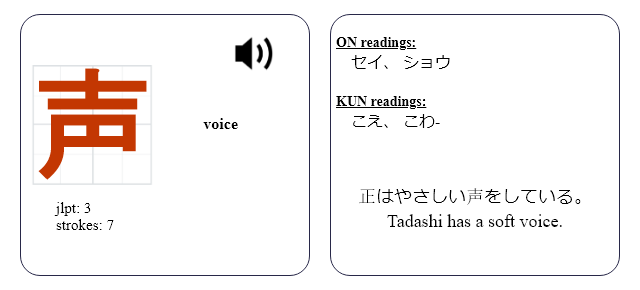 声
voice
jlpt: 3
strokes: 7
ON readings:
セイ、 ショウ
KUN readings:
こえ、 こわ-
正はやさしい声をしている。
Tadashi has a soft voice.